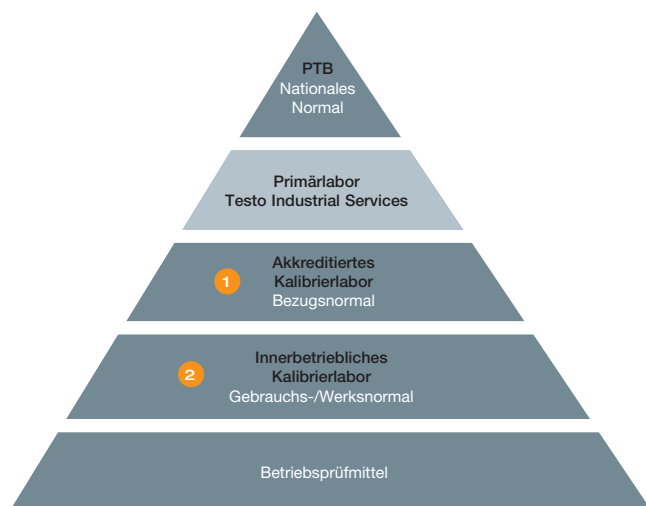 PTB
Nationales
Normal
Primärlabor
Testo Industrial Services
Akkreditiertes
1 Kalibrierlabor
Bezugsnormal
Innerbetriebliches
2 Kalibrierlabor
Gebrauchs-/Werksnormal
Betriebsprüfmittel